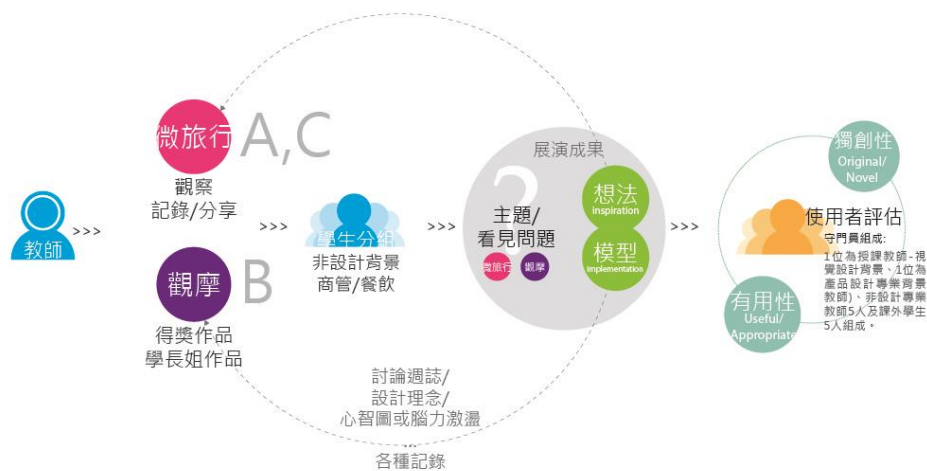 教師
>>>
微旅行
A,C
觀察
記錄/分享
觀摩
B
得獎作品
學長姐作品
>>>
學生分組
非設計背景
商管/餐飲
>>>
展演成果
?
主題/
看見問題
微旅行
觀摩
想法
inspiration
模型
implementation
討論週誌/
設計理念/
心智圖或腦力激盪
...
各種記錄
>>>
獨創性
Original/
Novel
使用者評估
守門員組成:
1位為授課教師-視
覺設計背景、1位為
產品設計專業背景
教師)、非設計專業
教師5人及課外學生
5人組成。
有用性
Useful/
Appropriate